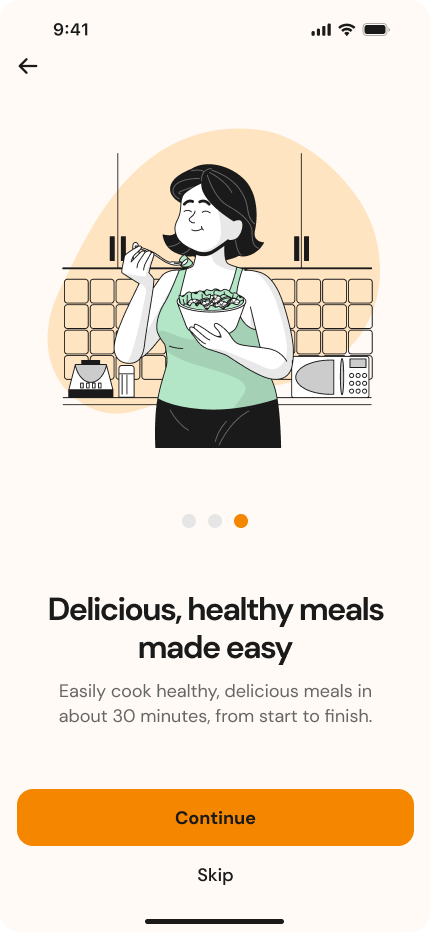 9:41
Delicious, healthy meals
made easy
Easily cook healthy, delicious meals in
about 30 minutes, from start to finish.
Continue
Skip